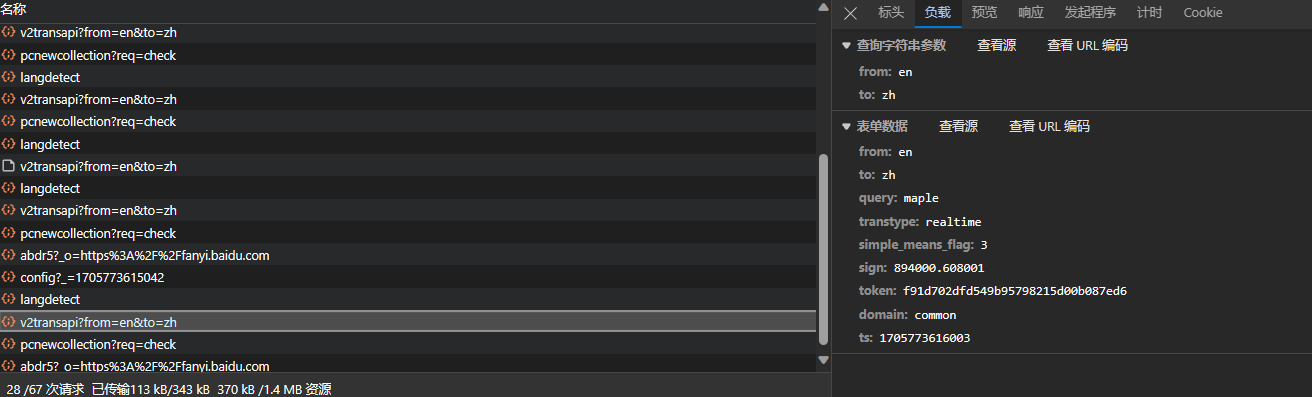 名称
v2transapi?from=en&to=zh
pcnewcollection?req=check
langdetect
v2transapi?from=en&to=zh
pcnewcollection?req=check
langdetect
v2transapi?from=en&to=zh
langdetect
v2transapi?from=en&to=zh
pcnewcollection?req=check
abdr5?_o=https%3A%2F%2Ffanyi.baidu.com
config?_=1705773615042
langdetect
v2transapi?from=en&to=zh
pcnewcollection?req=check
abdr5?_o=https%3A%2F%2Ffanyi.baidu.com
28 /67 次请求 已传输113 kB/343 kB 370 kB /1.4 MB 资源
标头 负载 预览 响应 发起程序 计时 Cookie
查询字符串参数 查看源 查看 URL 编码
from: en
to: zh
表单数据 查看源 查看 URL 编码
from: en
to: zh
query: maple
transtype: realtime
simple_means_flag: 3
sign: 894000.608001
token: f91d702dfd549b95798215d00b087ed6
domain: common
ts: 1705773616003